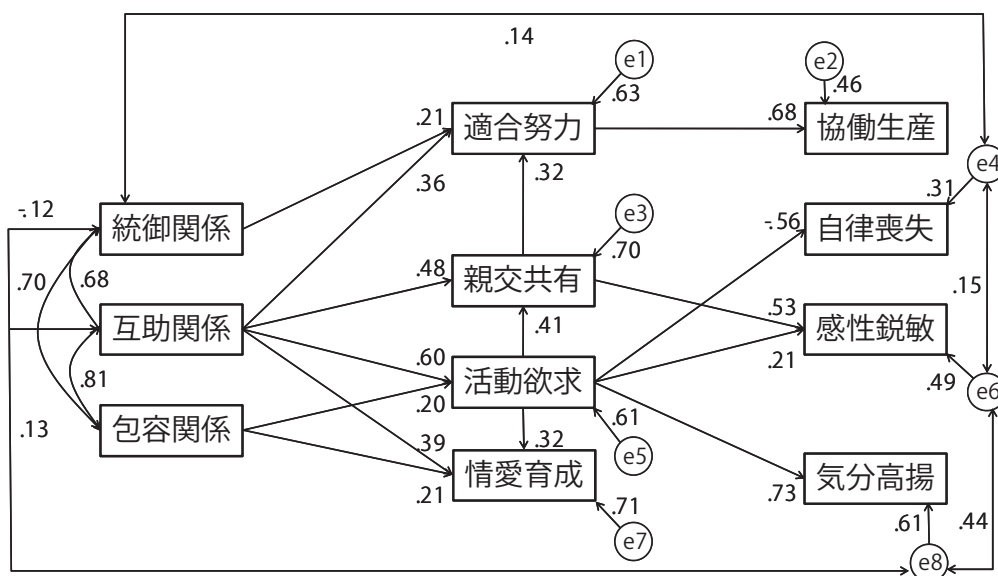 .14
e1
e2
.63
.46
.21
適合努力
.68
協働生産
.36
.32
e4
.31
-.12
統御関係
e3
-.56
自律喪失
.70
.70
.68
.48
親交共有
.53
.15
互助関係
.41
感性鋭敏
.60
.21
.81
活動欲求
.49
e6
.20
.61
包容関係
.13
.39
.32
e5
情愛育成
気分高揚
.21
.73
.71
.61
.44
e7
e8